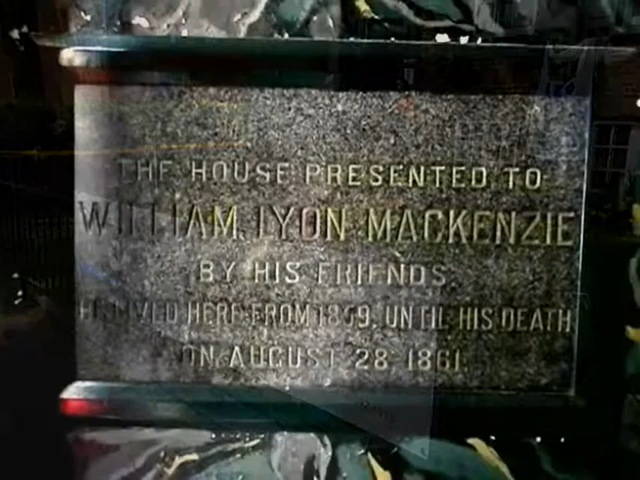 THE HOUSE PRESENTED TO
WILLIAM LYON MACKENZIE
BY HIS FRIENDS.
HE LIVED HERE FROM 1859, UNTIL HIS DEATH
ON AUGUST 28, 1861.